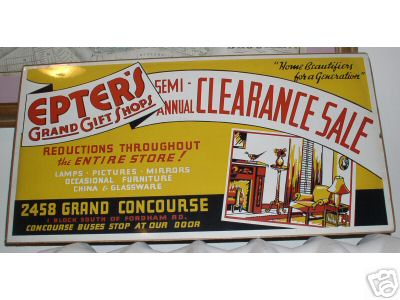 EPTER'S
GRAND GIFT SHOPS
"Home Beautifiers
for a Generation"
SEMI-
ANNUAL
CLEARANCE SALE
REDUCTIONS THROUGHOUT
the ENTIRE STORE!
LAMPS - PICTURES - MIRRORS
OCCASIONAL FURNITURE
CHINA & GLASSWARE
2458 GRAND CONCOURSE
1 BLOCK SOUTH OF FORDHAM RD.
CONCOURSE BUSES STOP AT OUR DOOR